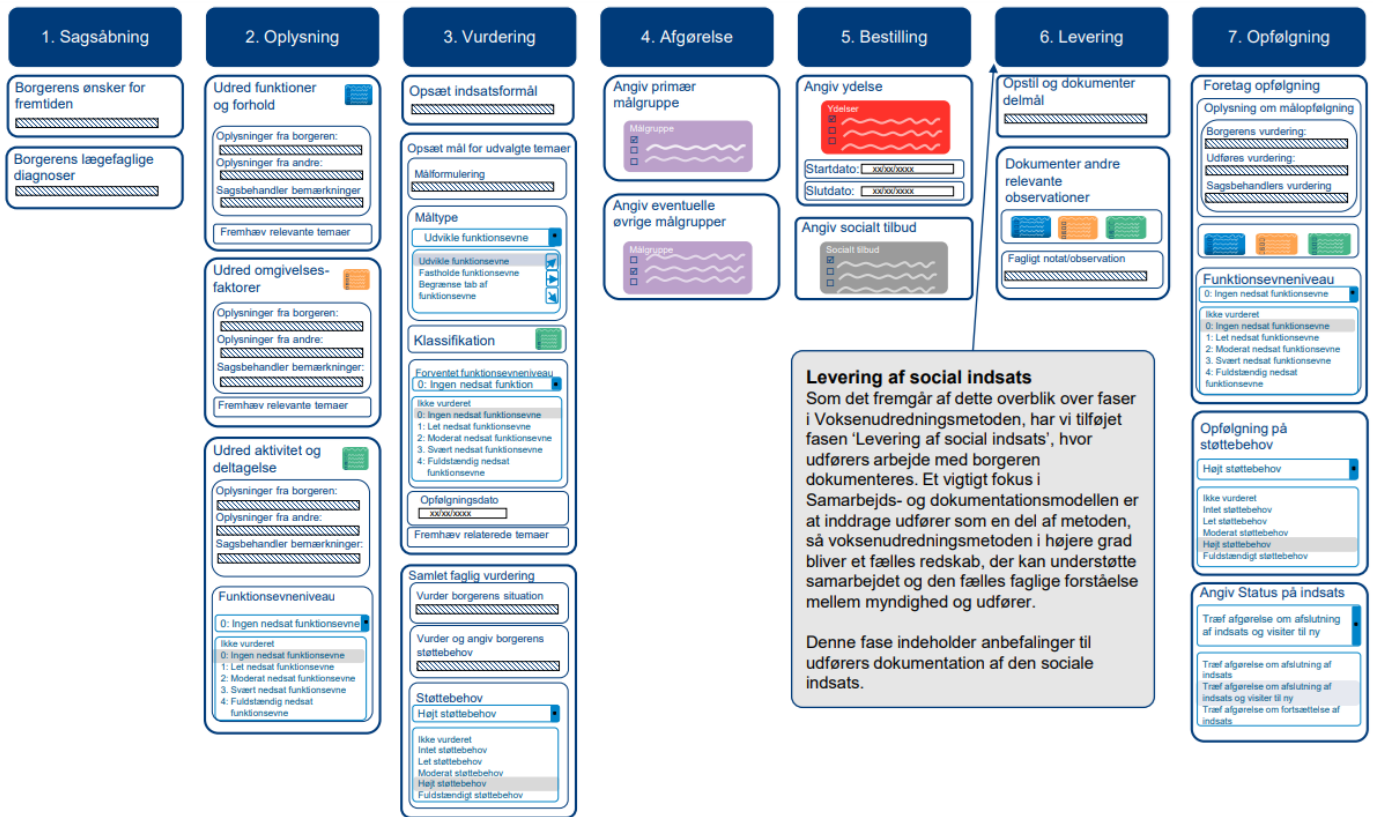 1. Sagsåbning
Borgerens ønsker for
fremtiden
Borgerens lægefaglige
diagnoser
2. Oplysning
Udred funktioner
og forhold
Oplysninger fra borgeren:
Oplysninger fra andre:
Sagsbehandler bemærkninger
Fremhæv relevante temaer
Udred omgivelses-
faktorer
Oplysninger fra borgeren:
Oplysninger fra andre:
Sagsbehandler bemærkninger:
Fremhæv relevante temaer
Udred aktivitet og
deltagelse
Oplysninger fra borgeren:
Oplysninger fra andre:
Sagsbehandler bemærkninger:
Funktionsevneniveau
0: Ingen nedsat funktionsevne
Ikke vurderet
0: Ingen nedsat funktionsevne
1: Let nedsat funktionsevne
2: Moderat nedsat funktionsevne
3. Svært nedsat funktionsevne
4: Fuldstændig nedsat
funktionsevne
3. Vurdering
Opsæt indsatsformål
Opsæt mål for udvalgte temaer
Målformulering
Måltype
Udvikle funktionsevne
Udvikle funktionsevne
Fastholde funktionsevne
Begrænse tab af
funktionsevne
Klassifikation
Forventet funktionsevneniveau
0: Ingen nedsat funktion
Ikke vurderet
0: Ingen nedsat funktionsevne
1: Let nedsat funktionsevne
2: Moderat nedsat funktionsevne
3. Svært nedsat funktionsevne
4: Fuldstændig nedsat
funktionsevne
Opfølgningsdato
xx/xx/xxxx
Fremhæv relaterede temaer
Samlet faglig vurdering
Vurder borgerens situation
Vurder og angiv borgerens
støttebehov
Støttebehov
Højt støttebehov
Ikke vurderet
Intet støttebehov
Let støttebehov
Moderat støttebehov
Højt støttebehov
Fuldstændigt støttebehov
4. Afgørelse
Angiv primær
målgruppe
Målgruppe
Angiv eventuelle
øvrige målgrupper
Målgruppe
5. Bestilling
Angiv ydelse
Ydelser
Startdato: xx/xx/xxxx
Slutdato: xx/xx/xxxx
Angiv socialt tilbud
Socialt tilbud
6. Levering
Opstil og dokumenter
delmål
Dokumenter andre
relevante
observationer
Fagligt notat/observation
Levering af social indsats
Som det fremgår af dette overblik over faser
i Voksenudredningsmetoden, har vi tilføjet
fasen ‘Levering af social indsats’, hvor
udførers arbejde med borgeren
dokumenteres. Et vigtigt fokus i
Samarbejds- og dokumentationsmodellen er
at inddrage udfører som en del af metoden,
så voksenudredningsmetoden i højere grad
bliver et fælles redskab, der kan understøtte
samarbejdet og den fælles faglige forståelse
mellem myndighed og udfører.
Denne fase indeholder anbefalinger til
udførers dokumentation af den sociale
indsats.
7. Opfølgning
Foretag opfølgning
Oplysning om målopfølgning
Borgerens vurdering:
Udføres vurdering:
Sagsbehandlers vurdering
Funktionsevneniveau
0: Ingen nedsat funktionsevne
Ikke vurderet
0: Ingen nedsat funktionsevne
1: Let nedsat funktionsevne
2: Moderat nedsat funktionsevne
3. Svært nedsat funktionsevne
4: Fuldstændig nedsat
funktionsevne
Opfølgning på
støttebehov
Højt støttebehov
Ikke vurderet
Intet støttebehov
Let støttebehov
Moderat støttebehov
Højt støttebehov
Fuldstændigt støttebehov
Angiv Status på indsats
Træf afgørelse om afslutning
af indsats og visiter til ny
Træf afgørelse om afslutning af
indsats
Træf afgørelse om afslutning af
indsats og visiter til ny
Træf afgørelse om fortsættelse af
indsats